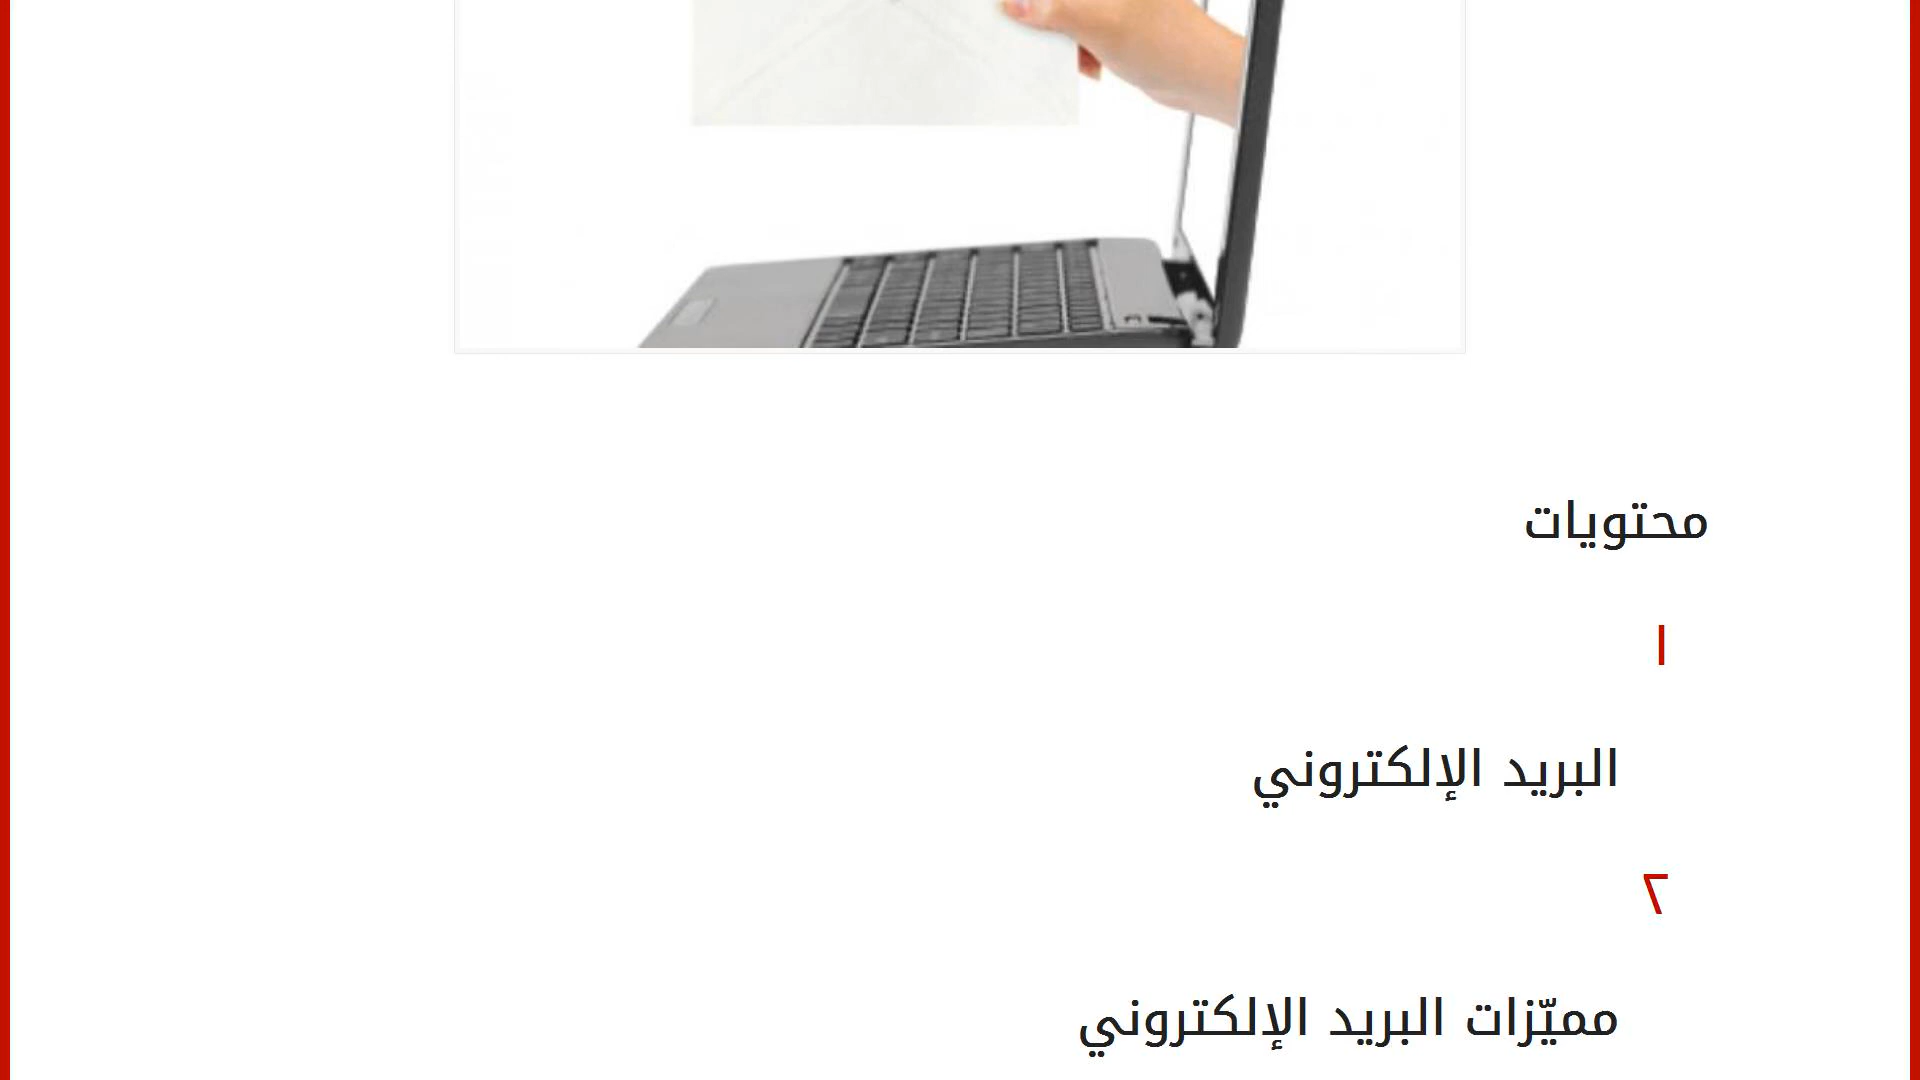 محتويات
١
البريد الإلكتروني
٢
مميّزات البريد الإلكتروني